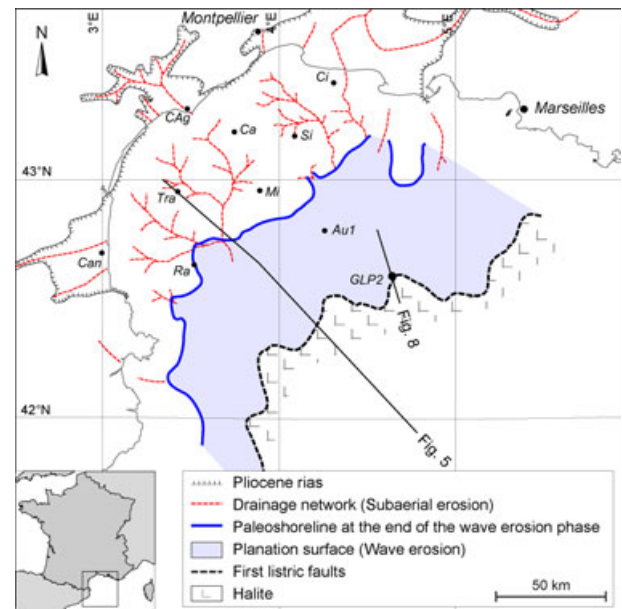 Montpellier
N
3°E
4°E
5°E
Ci
CAg
Marseilles
Ca
Si
43°N
Tra
Mi
Au1
Can
Ra
GLP2
Fig. 8
42°N
Fig. 5
Pliocene rias
Drainage network (Subaerial erosion)
Paleoshoreline at the end of the wave erosion phase
Planation surface (Wave erosion)
First listric faults
Halite
50 km